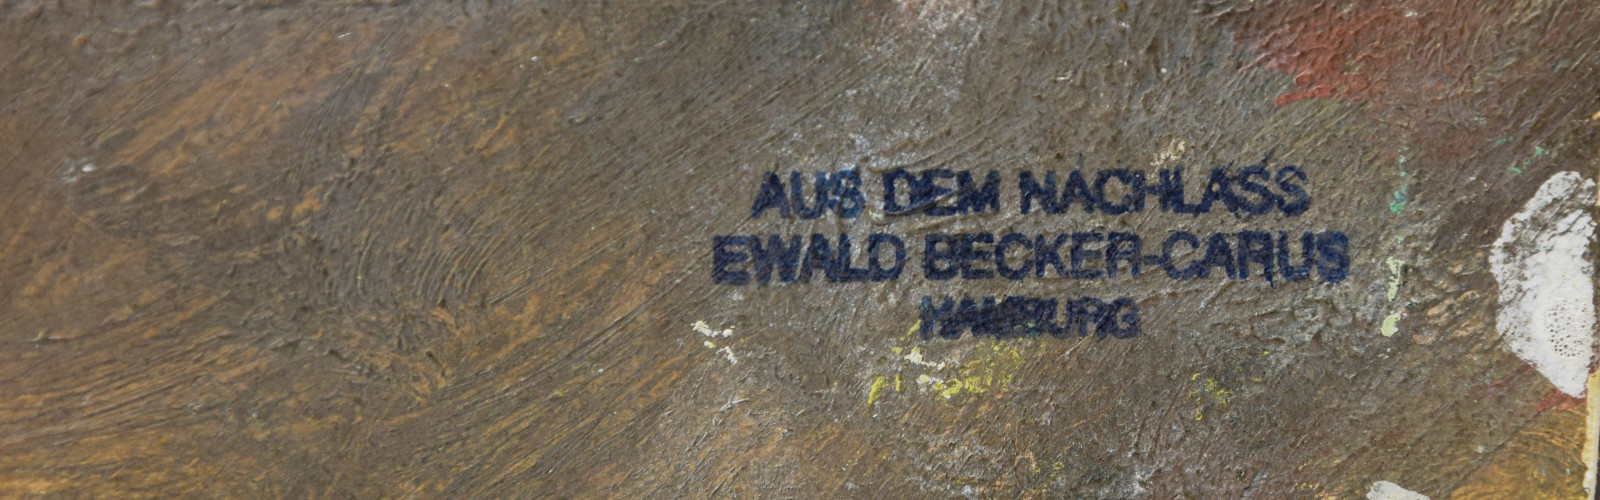 AUS DEM NACHLASS
EWALD BECKER-CARUS
HAMBURG